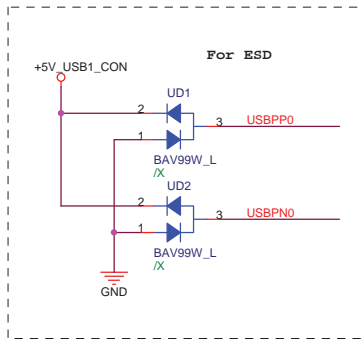 For ESD
+5V_USB1_CON
UD1
2
3
USBPP0
1
BAV99W_L
/X
UD2
2
3
USBPN0
1
BAV99W_L
/X
GND